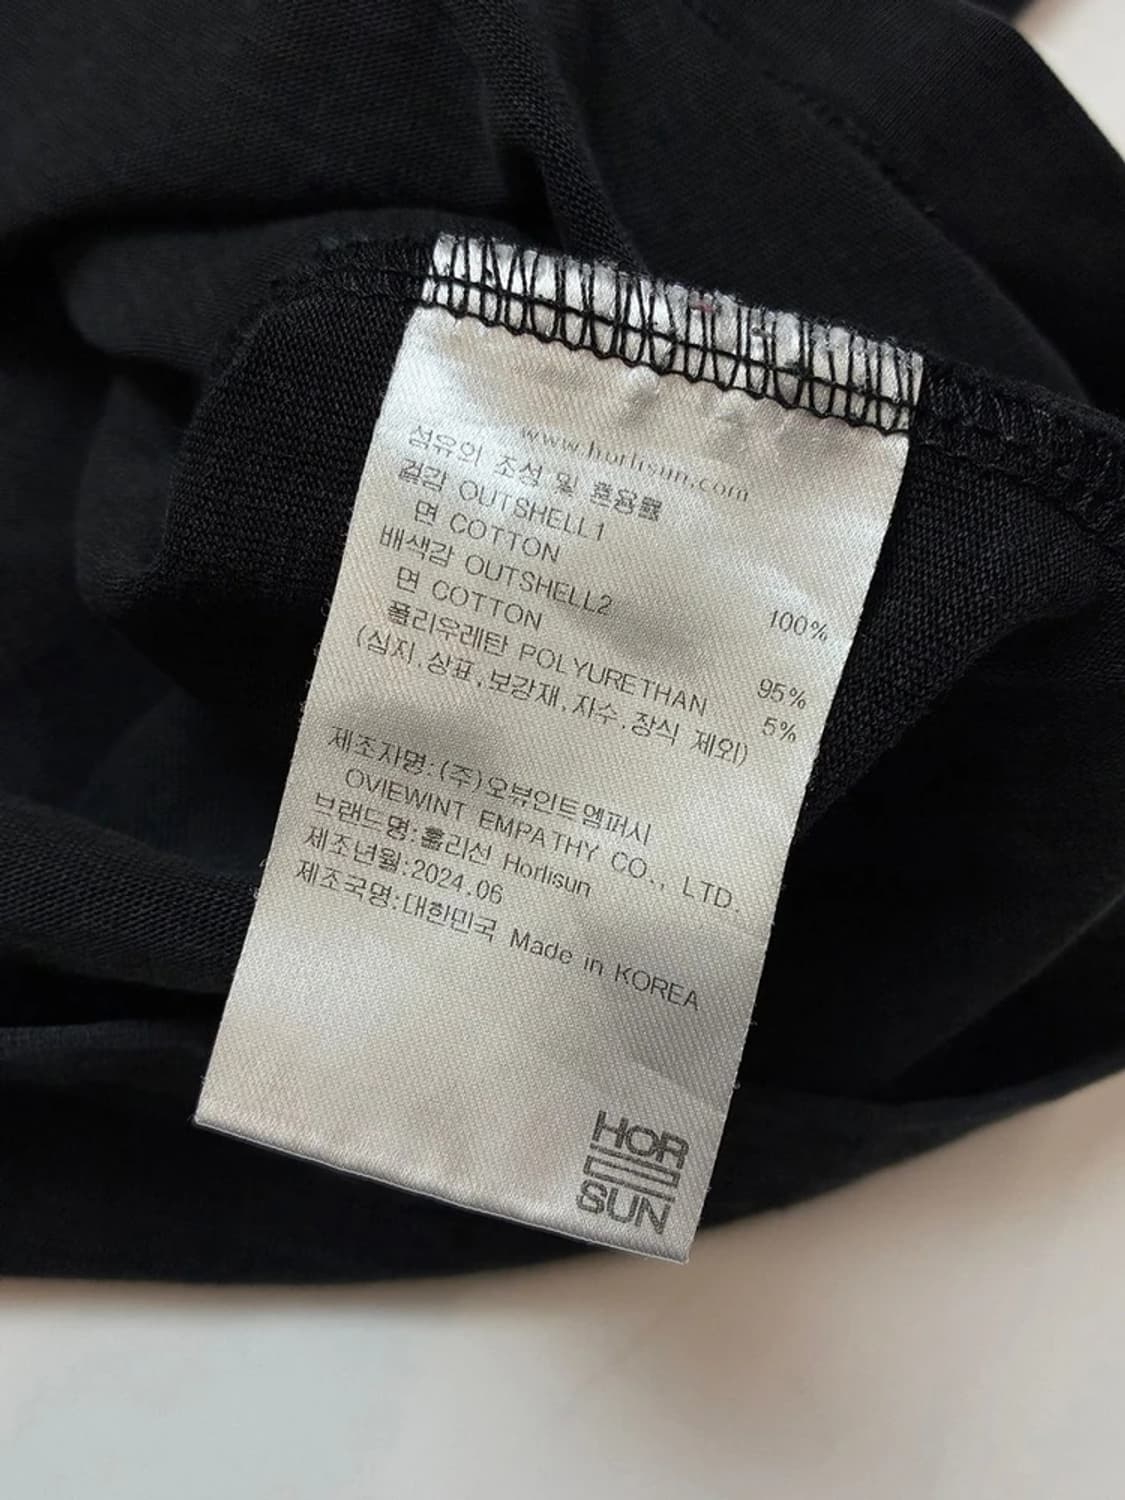 www.horlisun.com
섬유의 조성 및 혼용률
겉감 OUTSHELL1
면 COTTON 100%
배색감 OUTSHELL2
면 COTTON 95%
폴리우레탄 POLYURETHAN 5%
(심지,상표,보강재,자수,장식 제외)
제조자명:(주)오뷰인트엠퍼시
OVIEWINT EMPATHY CO., LTD.
브랜드명:홀리선 Horlisun
제조년월:2024.06
제조국명:대한민국 Made in KOREA
HOR
SUN